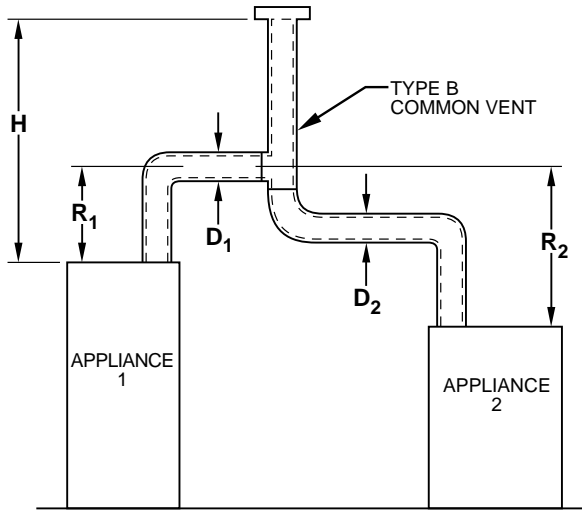 TYPE B
COMMON VENT
H
R1
D1
R2
D2
APPLIANCE
1
APPLIANCE
2